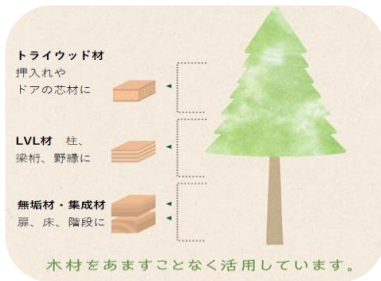 トライウッド材
押入れや
ドアの芯材に
LVL材　柱、
梁桁、野縁に
無垢材・集成材
扉、床、階段に
木材をあますことなく活用しています。